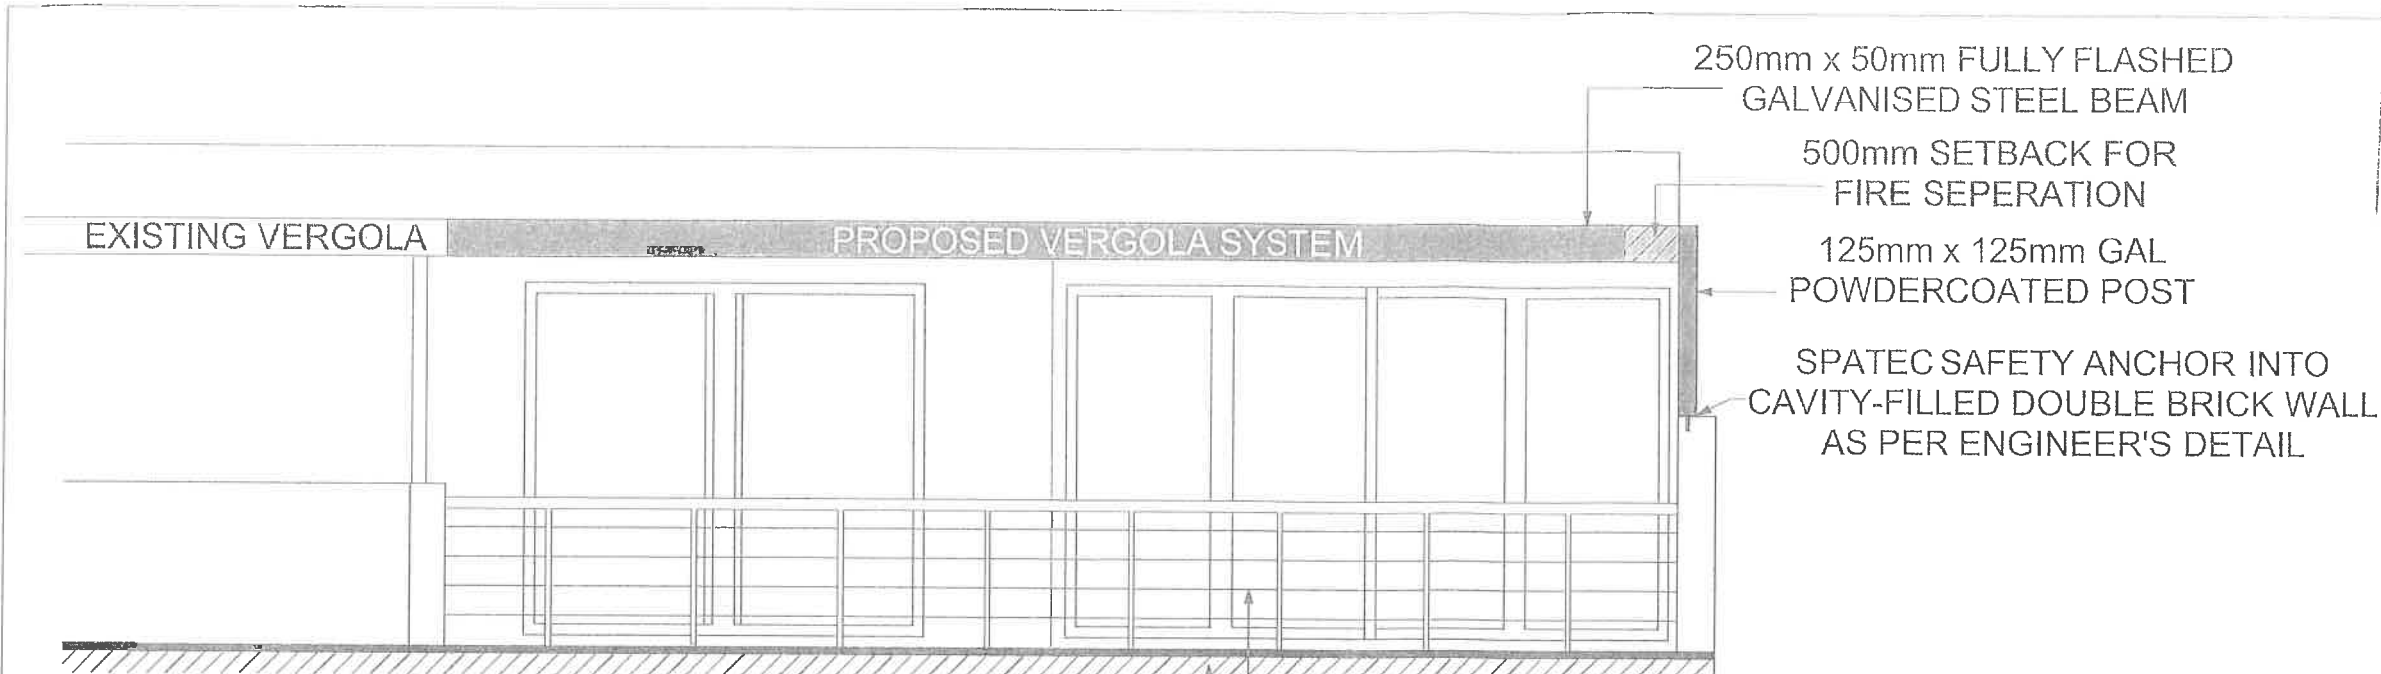 250mm x 50mm FULLY FLASHED
GALVANISED STEEL BEAM
500mm SETBACK FOR
FIRE SEPERATION
EXISTING VERGOLA
PROPOSED VERGOLA SYSTEM
125mm x 125mm GAL
POWDERCOATED POST
SPATEC SAFETY ANCHOR INTO
CAVITY-FILLED DOUBLE BRICK WALL
AS PER ENGINEER'S DETAIL